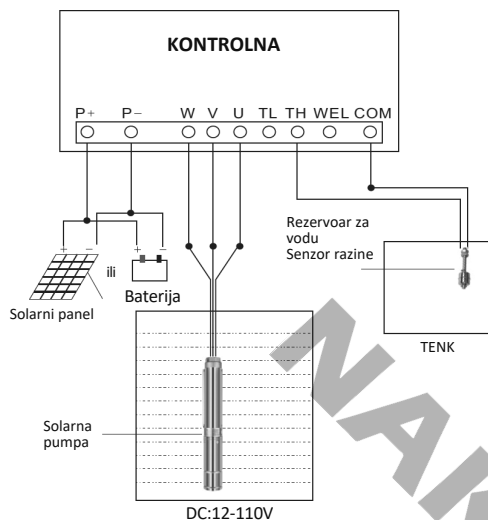 KONTROLNA
P+ P- W V U TL TH WEL COM
+ - + -
ili
Solarni panel
Baterija
Rezervoar za
vodu
Senzor razine
TENK
Solarna
pumpa
DC:12-110V